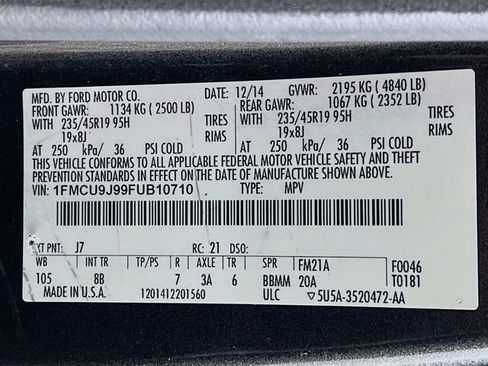 MFD. BY FORD MOTOR CO. 12/14 GVWR: 2195 KG ( 4840 LB)
FRONT GAWR: 1134 KG ( 2500 LB) REAR GAWR: 1067 KG ( 2352 LB)
WITH 235/45R19 95H TIRES WITH 235/45R19 95H TIRES
19x8J RIMS 19x8J RIMS
AT 250 kPa/ 36 PSI COLD AT 250 kPa/ 36 PSI COLD
THIS VEHICLE CONFORMS TO ALL APPLICABLE FEDERAL MOTOR VEHICLE SAFETY AND THEFT
PREVENTION STANDARDS IN EFFECT ON THE DATE OF MANUFACTURE SHOWN ABOVE.
VIN: 1FMCU9J99FUB10710 TYPE: MPV
EXT PNT: J7 RC: 21 DSO:
WB INT TR TP/PS R AXLE TR SPR FM21A F0046
105 8B 7 3A 6 BBMM 20A T0181
MADE IN U.S.A. 1201412201560 ULC ▽5U5A-3520472-AA